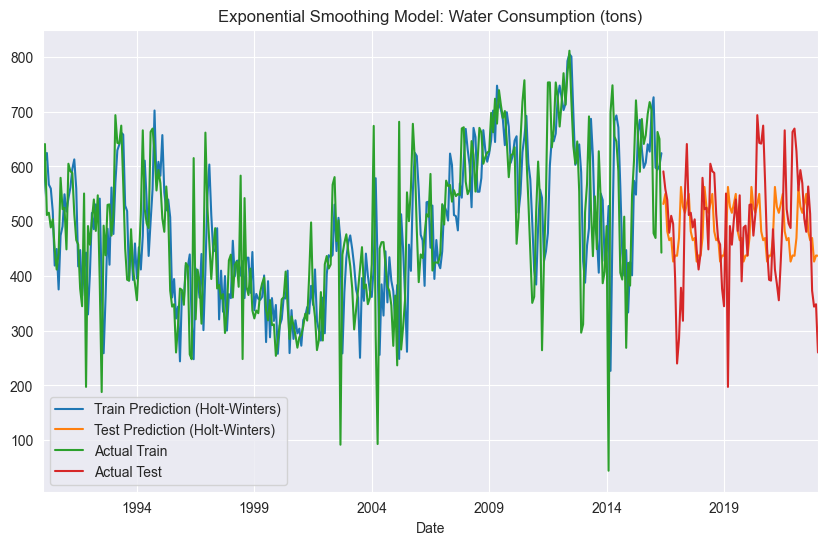 Exponential Smoothing Model: Water Consumption (tons)
800
700
600
500
400
300
200
100
Train Prediction (Holt-Winters)
Test Prediction (Holt-Winters)
Actual Train
Actual Test
1994
1999
2004
2009
2014
2019
Date